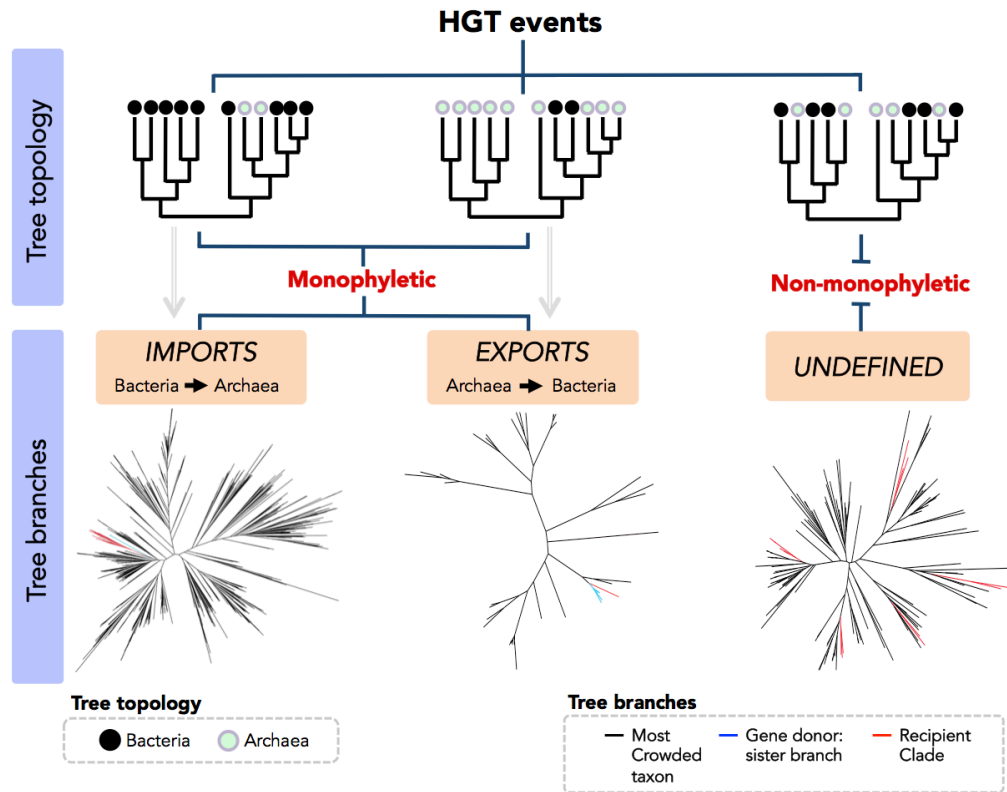 HGT events
Tree topology
Monophyletic
Non-monophyletic
IMPORTS
Bacteria → Archaea
EXPORTS
Archaea → Bacteria
UNDEFINED
Tree branches
Tree topology
Bacteria
Archaea
Tree branches
Most
Crowded
taxon
Gene donor:
sister branch
Recipient
Clade